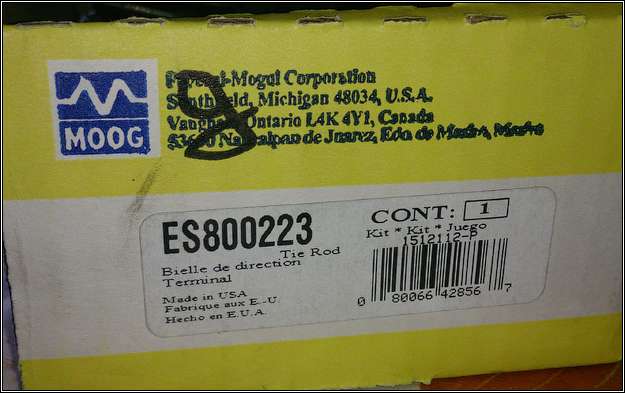 MOOG
Federal-Mogul Corporation
Southfield, Michigan 48034, U.S.A.
Vaughan, Ontario L4K 4Y1, Canada
Naucalpan de Juarez, Edo. de
8
ES800223
Tie Rod
Bielle de direction
Terminal
Made in USA
Fabrique aux E.-U.
Hecho en E.U.A.
CONT: 1
Kit * Kit * Juego
1512112-P
0 80066 42856 7